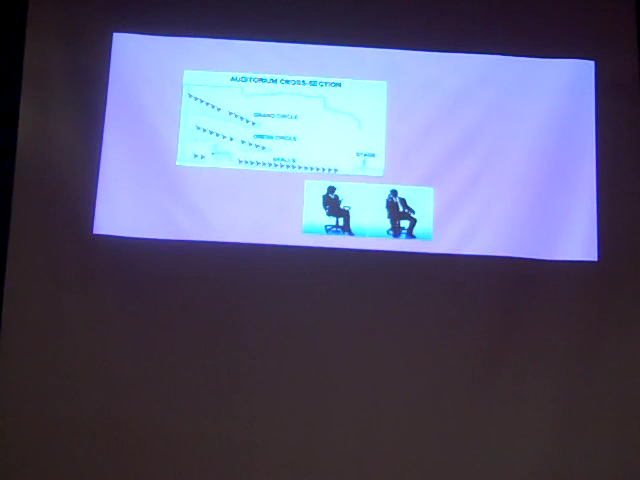 AUDITORIUM CROSS-SECTION
GRAND CIRCLE
DRESS CIRCLE
STALLS
STAGE